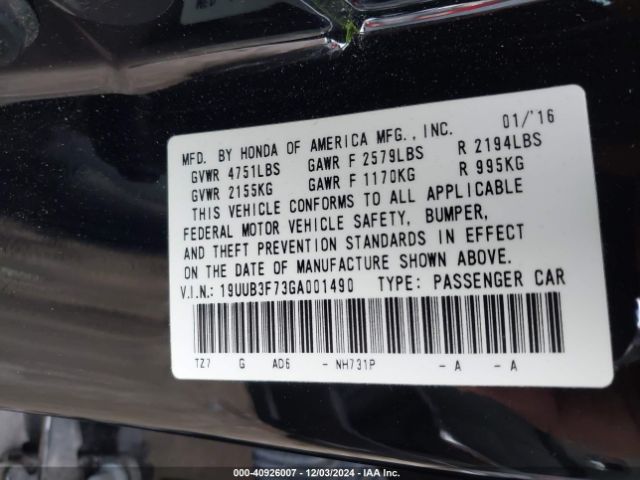 01/'16
MFD. BY HONDA OF AMERICA MFG., INC.
GVWR 4751LBS GAWR F 2579LBS R 2194LBS
GVWR 2155KG GAWR F 1170KG R 995KG
THIS VEHICLE CONFORMS TO ALL APPLICABLE
FEDERAL MOTOR VEHICLE SAFETY, BUMPER,
AND THEFT PREVENTION STANDARDS IN EFFECT
ON THE DATE OF MANUFACTURE SHOWN ABOVE.
V.I.N.: 19UUB3F73GA001490 TYPE: PASSENGER CAR
TZ7 G AD6 - NH731P - A - A
000-40926007 - 12/03/2024 - IAA Inc.